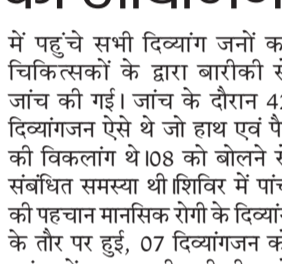 में पहुंचे सभी दिव्यांग जनों
चिकित्सकों के द्वारा बारीकी
जांच की गई। जांच के दौरान
दिव्यांगजन ऐसे थे जो हाथ एवं
की विकलांग थे।08 को बोलने
संबंधित समस्या थी।शिविर में
की पहचान मानसिक रोगी के
के तौर पर हुई, 07 दिव्यांगजन